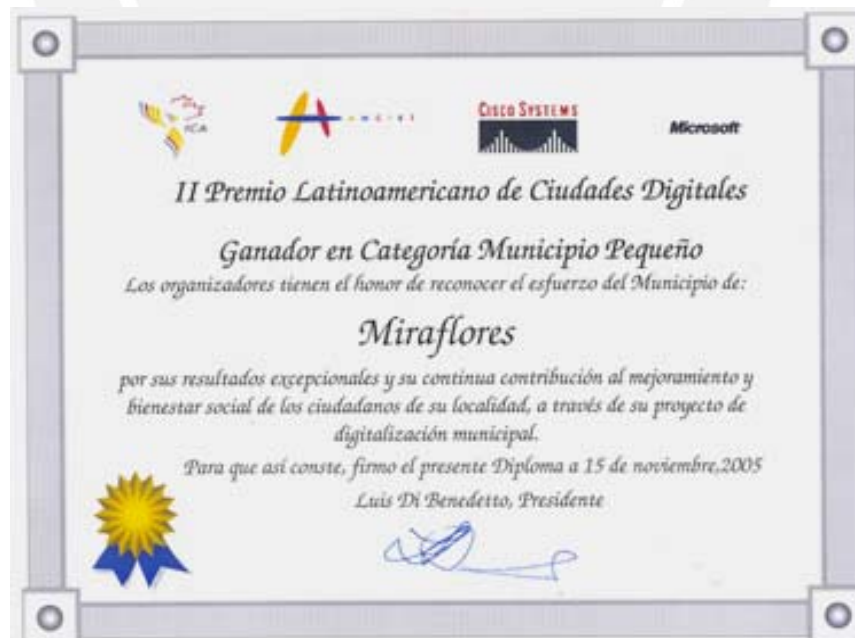 ICA
CISCO SYSTEMS
Microsoft
II Premio Latinoamericano de Ciudades Digitales
Ganador en Categoría Municipio Pequeño
Los organizadores tienen el honor de reconocer el esfuerzo del Municipio de:
Miraflores
por sus resultados excepcionales y su continua contribución al mejoramiento y
bienestar social de los ciudadanos de su localidad, a través de su proyecto de
digitalización municipal.
Para que así conste, firmo el presente Diploma a 15 de noviembre,2005
Luis Di Benedetto, Presidente